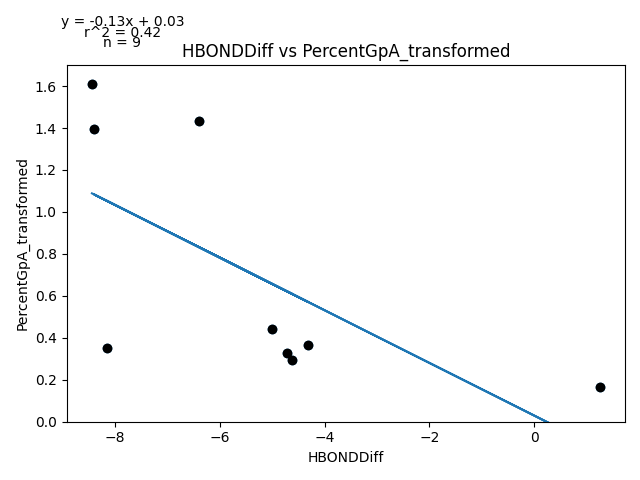 y = -0.13x + 0.03
r^2 = 0.42
n = 9
HBONDDiff vs PercentGpA_transformed
PercentGpA_transformed
1.6
1.4
1.2
1.0
0.8
0.6
0.4
0.2
0.0
−8 −6 −4 −2 0
HBONDDiff